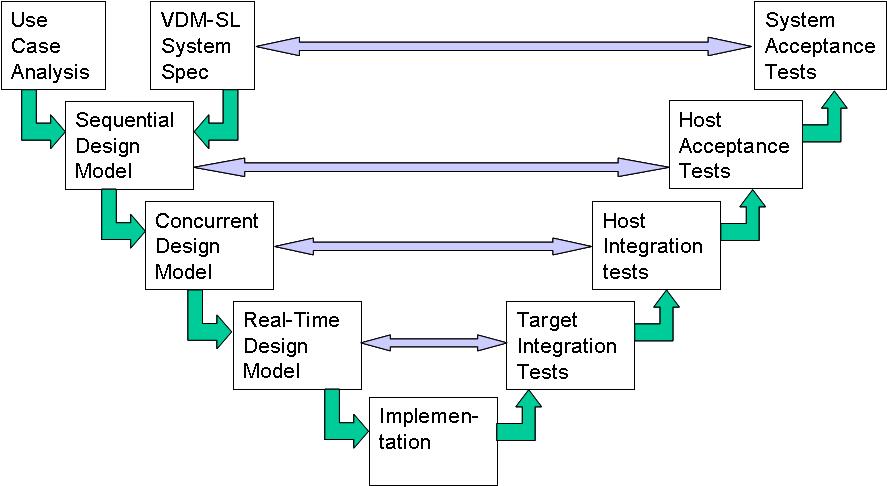 Use
Case
Analysis
VDM-SL
System
Spec
System
Acceptance
Tests
Sequential
Design
Model
Host
Acceptance
Tests
Concurrent
Design
Model
Host
Integration
tests
Real-Time
Design
Model
Target
Integration
Tests
Implemen-
tation